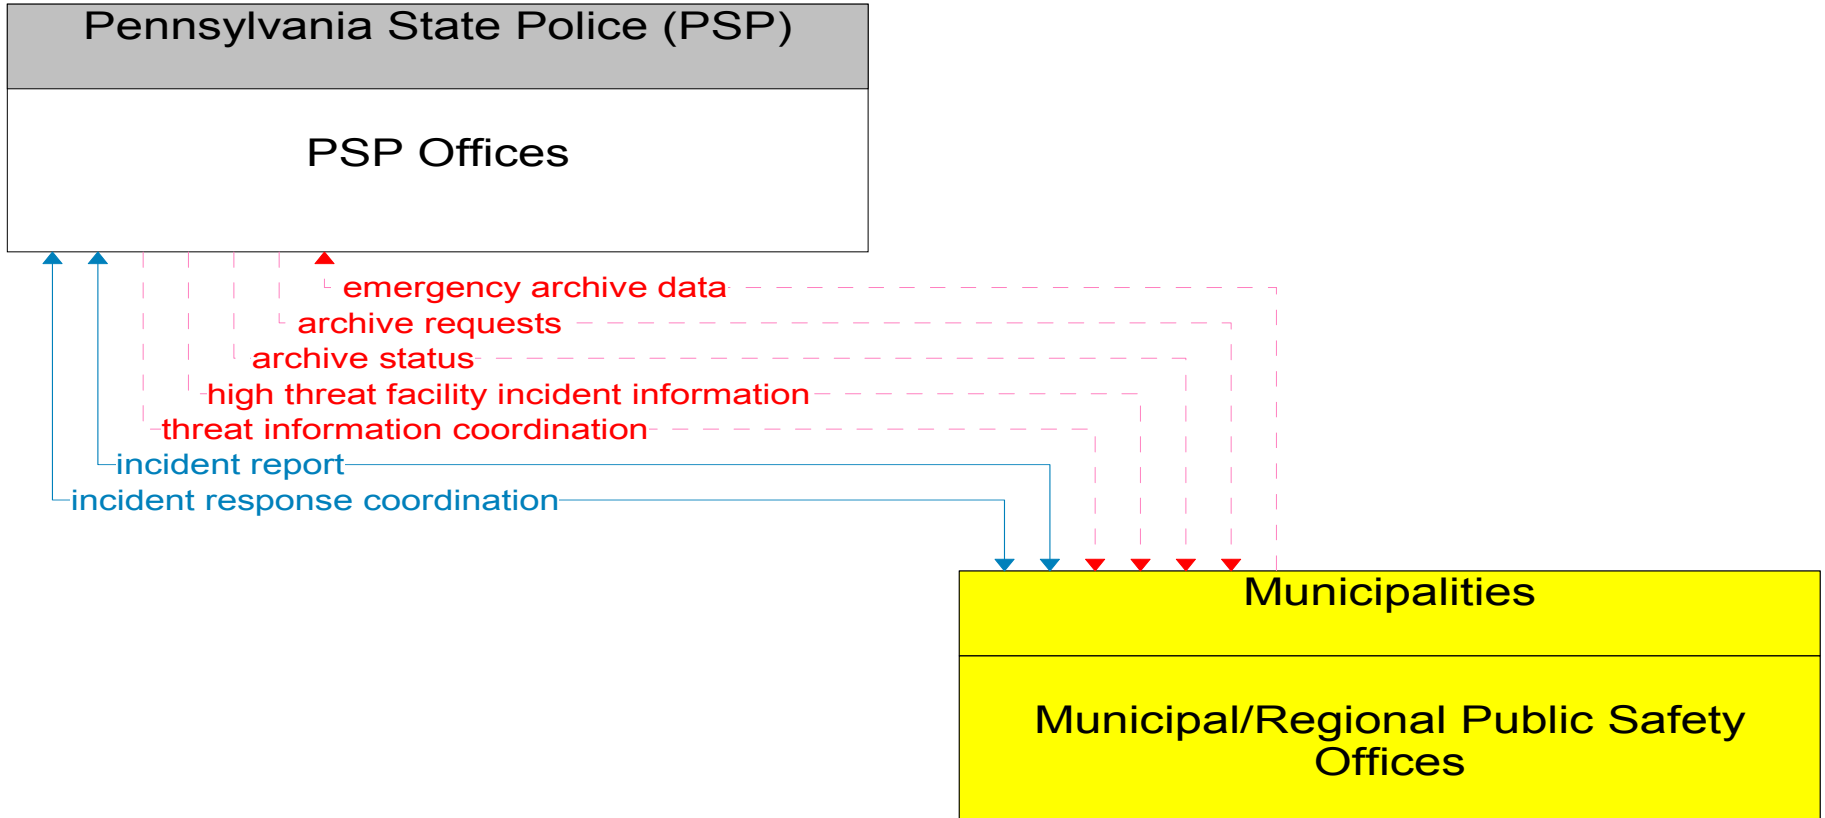 Pennsylvania State Police (PSP)
PSP Offices
emergency archive data
archive requests
archive status
high threat facility incident information
threat information coordination
incident report
incident response coordination
Municipalities
Municipal/Regional Public Safety
Offices